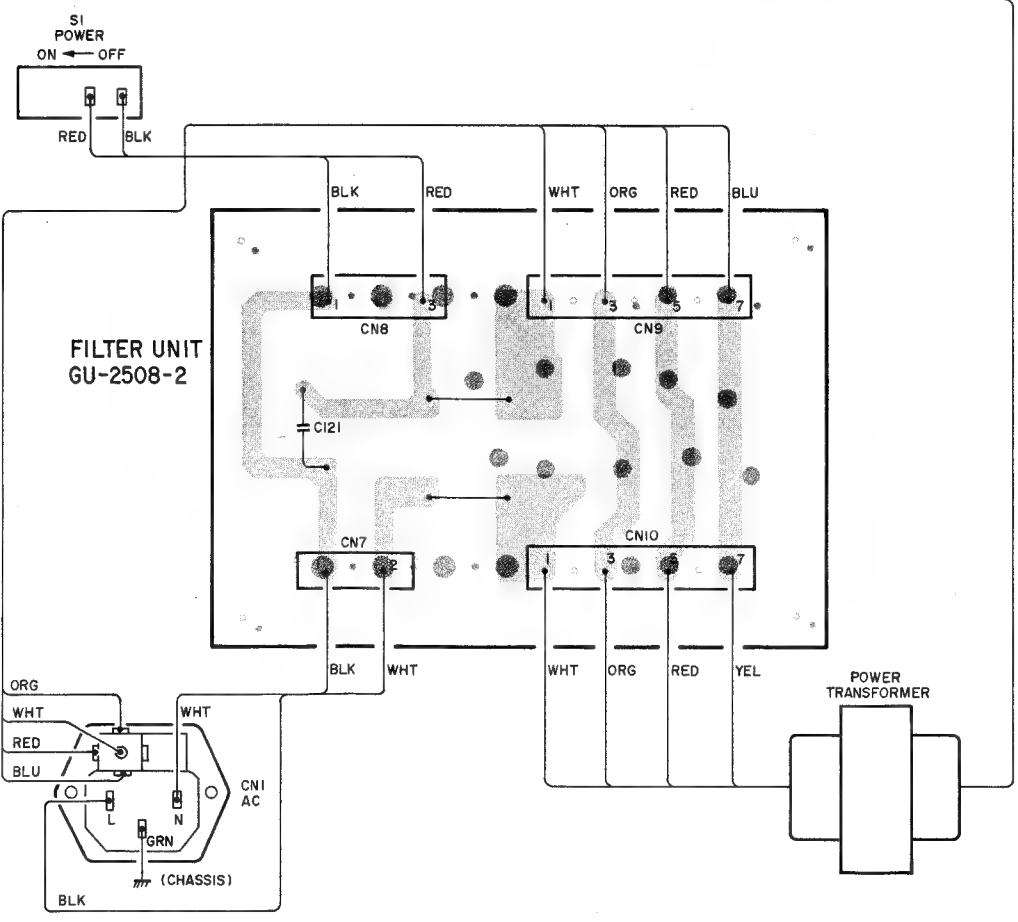 S1
POWER
ON OFF
RED BLK
BLK RED WHT ORG RED BLU
1 3 1 3 5 7
CN8 CN9
FILTER UNIT
GU-2508-2
C121
CN7 CN10
2 1 3 5 7
BLK WHT WHT ORG RED YEL
POWER
TRANSFORMER
ORG
WHT WHT
RED
BLU
CN1
AC
L N
GRN
(CHASSIS)
BLK